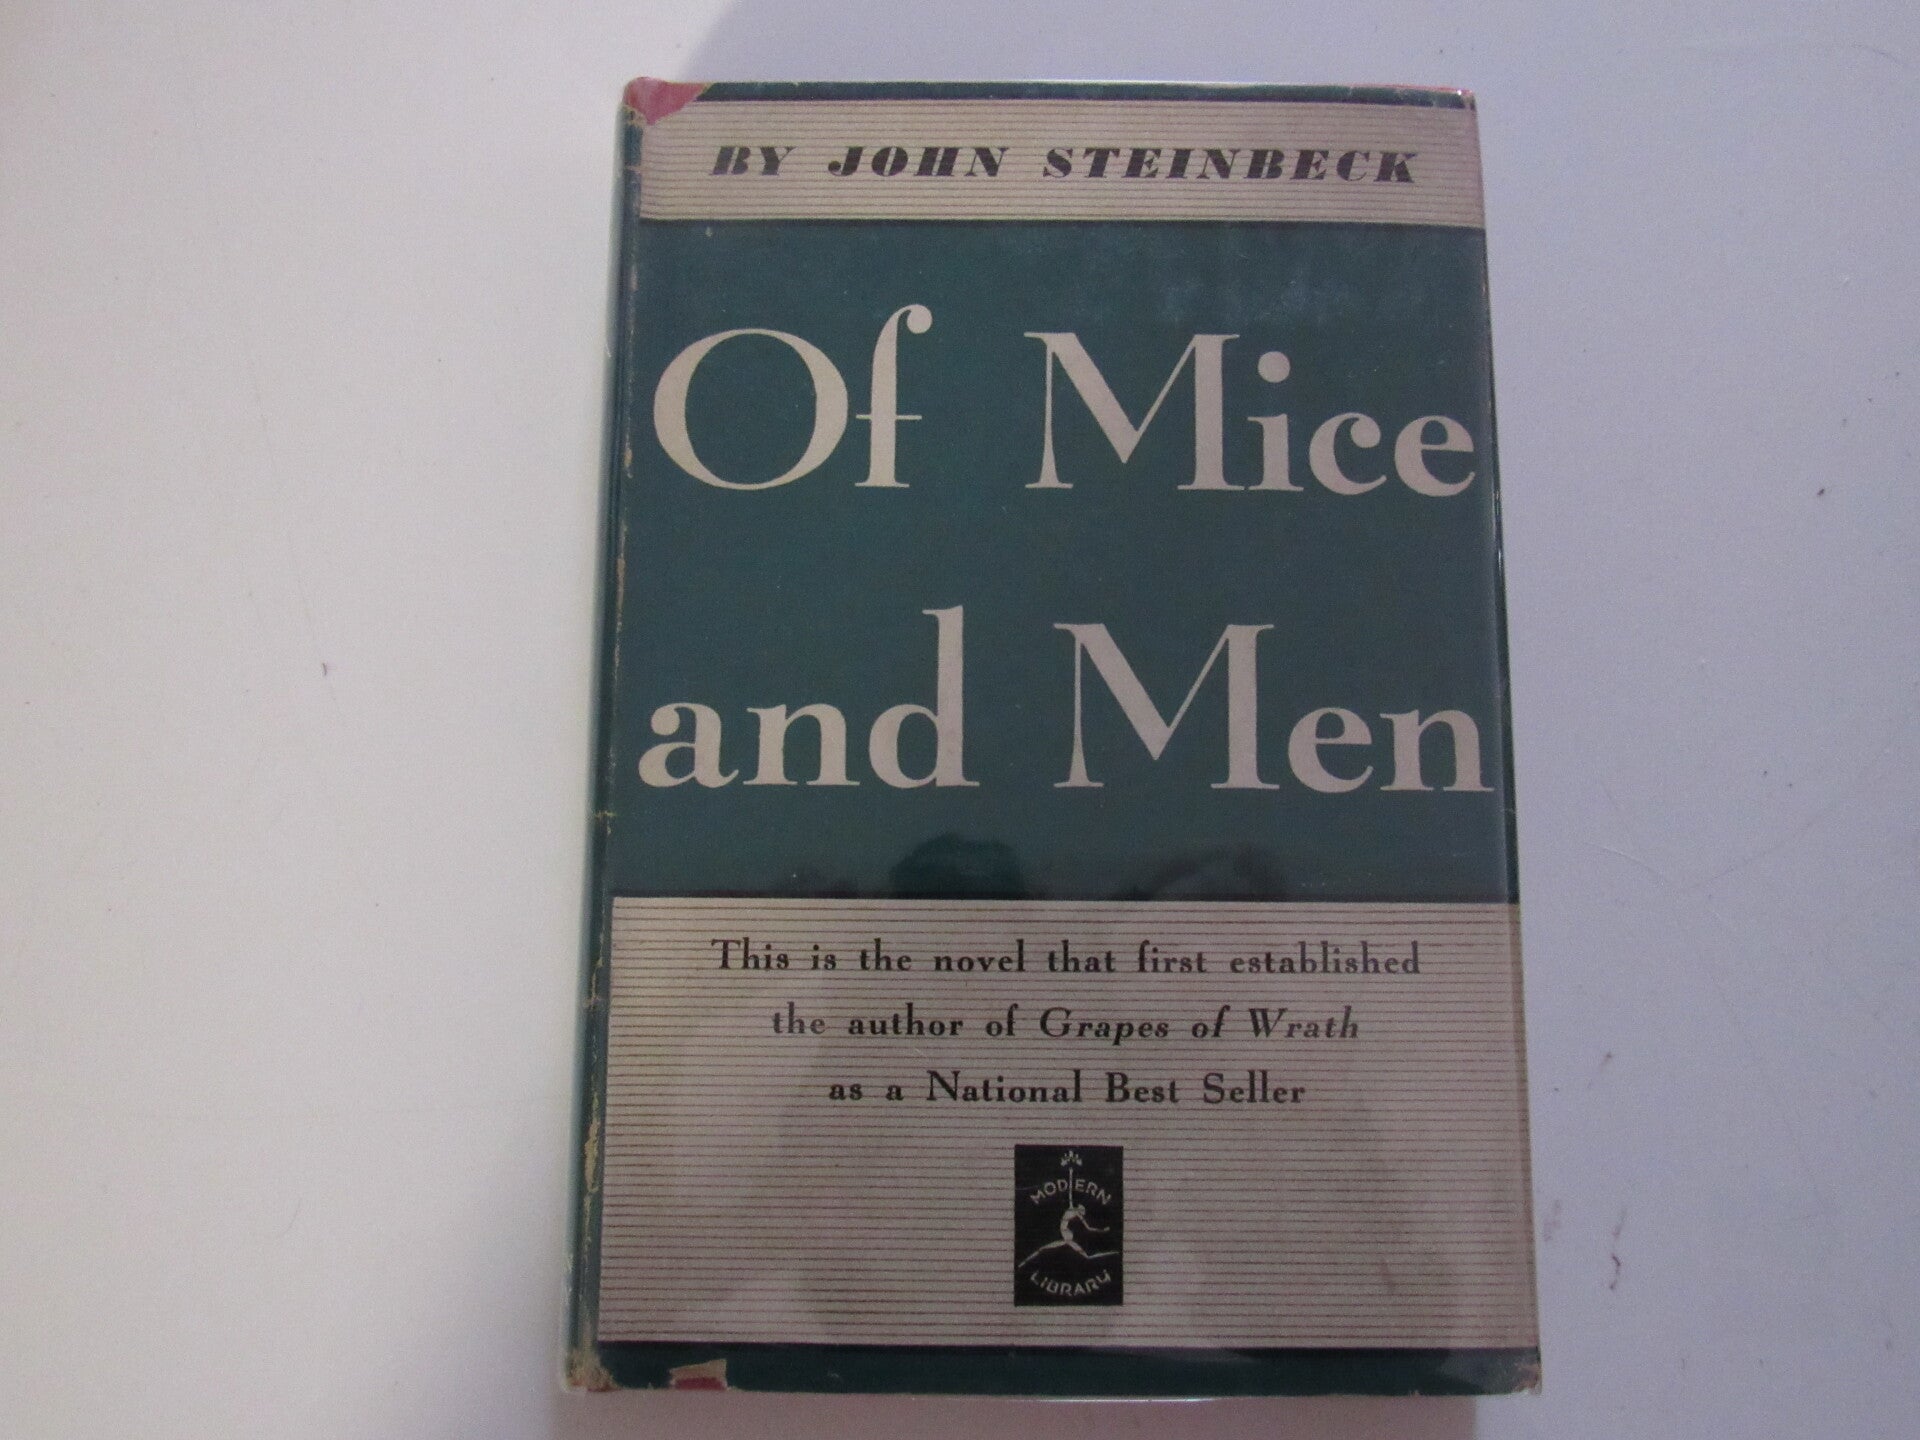 BY JOHN STEINBECK
Of Mice
and Men
This is the novel that first established
the author of Grapes of Wrath
as a National Best Seller
MODERN
LIBRARY